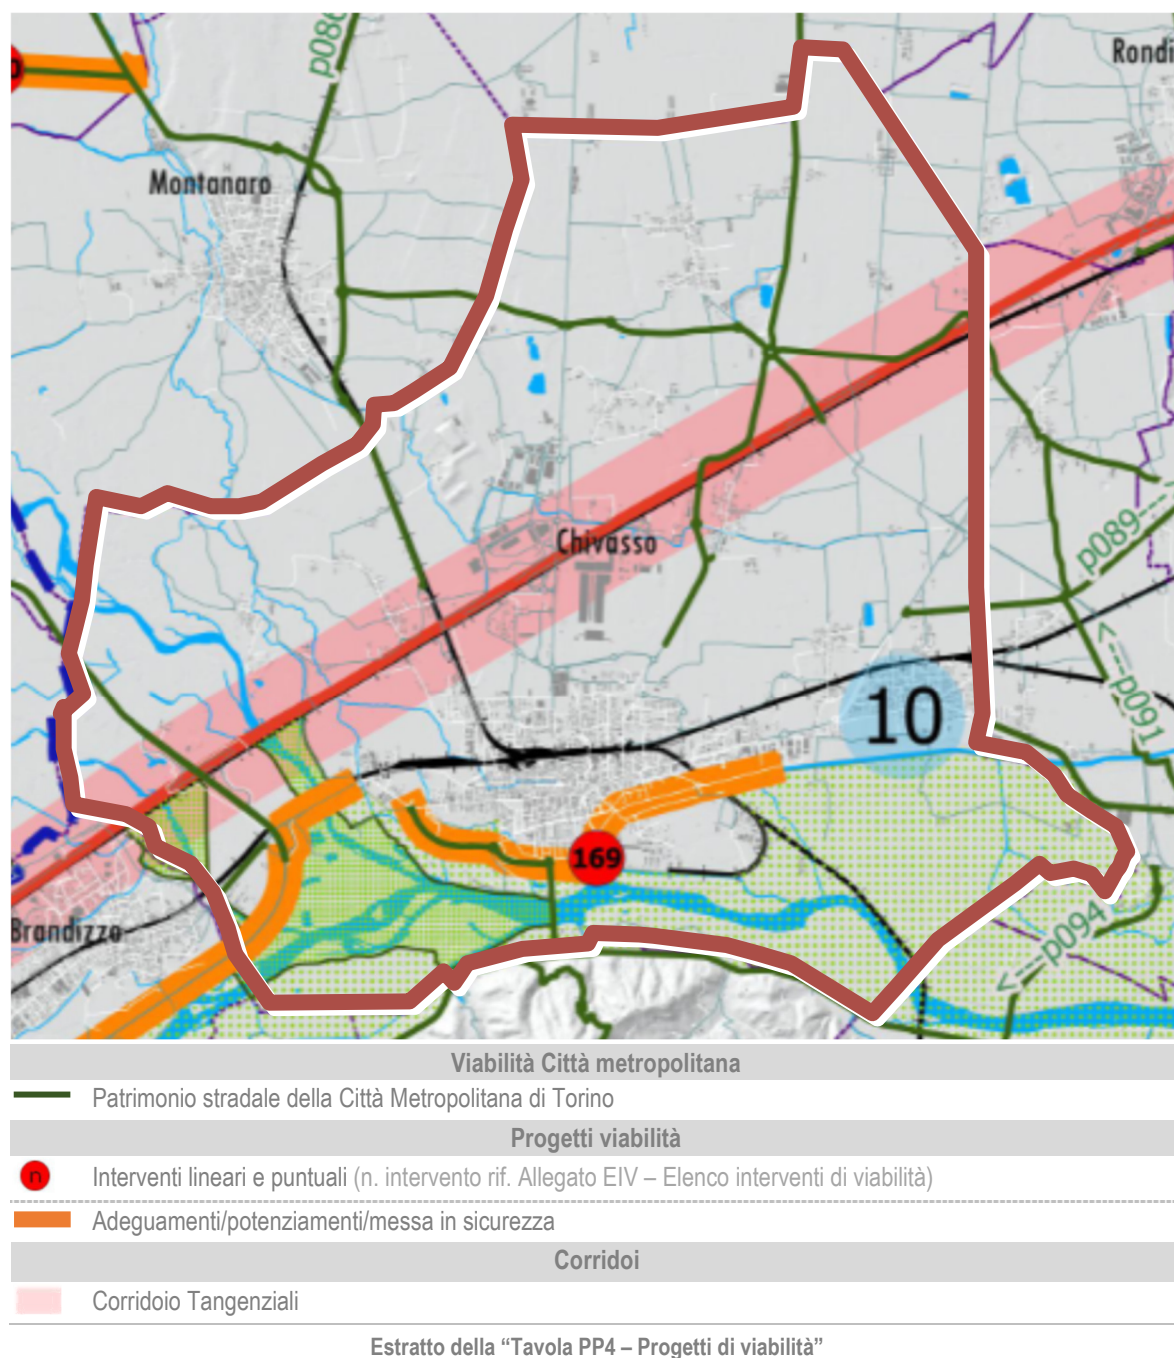 p086
Rondi
Montanaro
Chivasso
p089
10
p091
169
Brandizzo
p094
Viabilità Città metropolitana
Patrimonio stradale della Città Metropolitana di Torino
Progetti viabilità
n Interventi lineari e puntuali (n. intervento rif. Allegato EIV – Elenco interventi di viabilità)
Adeguamenti/potenziamenti/messa in sicurezza
Corridoi
Corridoio Tangenziali
Estratto della “Tavola PP4 – Progetti di viabilità”